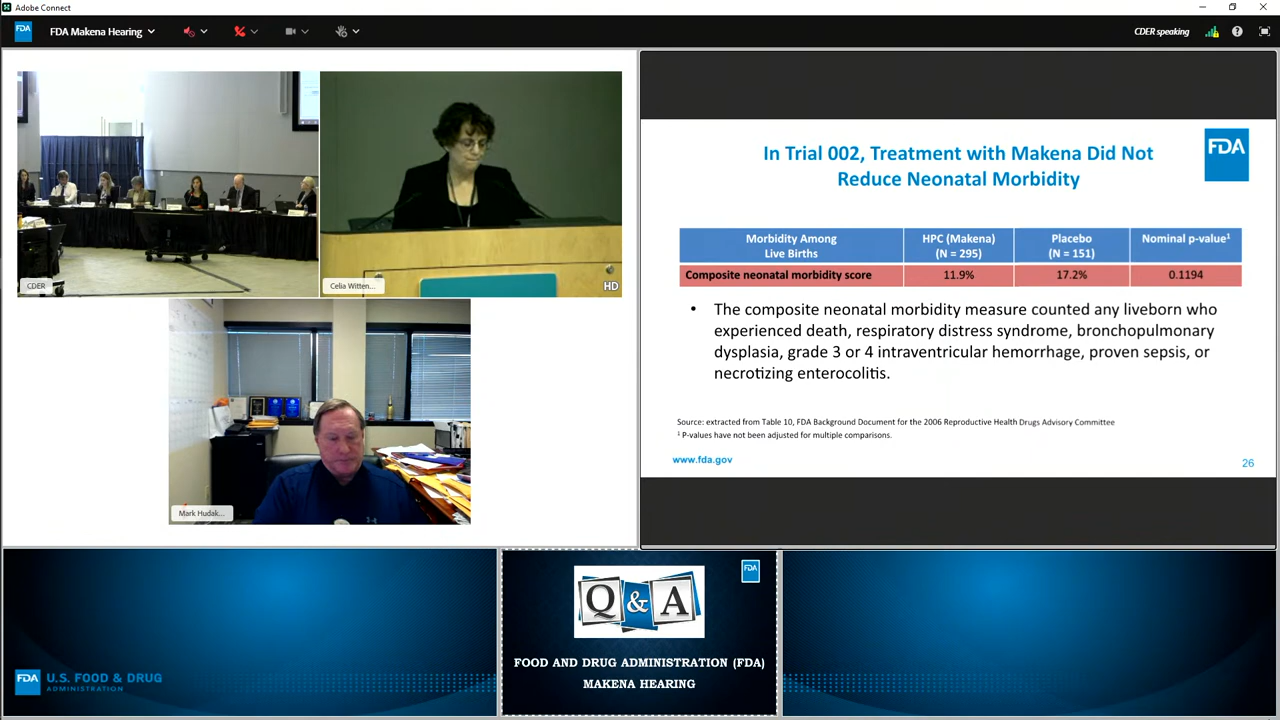 Adobe Connect
FDA
FDA Makena Hearing
CDER speaking
CDER
Celia Witten...
HD
Mark Hudak...
In Trial 002, Treatment with Makena Did Not
Reduce Neonatal Morbidity
FDA
Morbidity Among
Live Births
HPC (Makena)
(N = 295)
Placebo
(N = 151)
Nominal p-value¹
Composite neonatal morbidity score
11.9%
17.2%
0.1194
• The composite neonatal morbidity measure counted any liveborn who
experienced death, respiratory distress syndrome, bronchopulmonary
dysplasia, grade 3 or 4 intraventricular hemorrhage, proven sepsis, or
necrotizing enterocolitis.
Source: extracted from Table 10, FDA Background Document for the 2006 Reproductive Health Drugs Advisory Committee
¹ P-values have not been adjusted for multiple comparisons.
www.fda.gov
26
FDA U.S. FOOD & DRUG
ADMINISTRATION
FDA
Q & A
FOOD AND DRUG ADMINISTRATION (FDA)
MAKENA HEARING